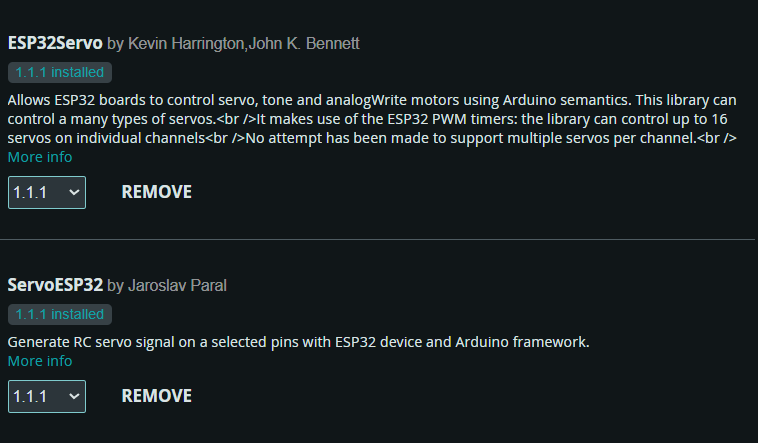 ESP32Servo by Kevin Harrington,John K. Bennett
1.1.1 installed
Allows ESP32 boards to control servo, tone and analogWrite motors using Arduino semantics. This library can
control a many types of servos.<br />It makes use of the ESP32 PWM timers: the library can control up to 16
servos on individual channels<br />No attempt has been made to support multiple servos per channel.<br />
More info
1.1.1 REMOVE
ServoESP32 by Jaroslav Paral
1.1.1 installed
Generate RC servo signal on a selected pins with ESP32 device and Arduino framework.
More info
1.1.1 REMOVE